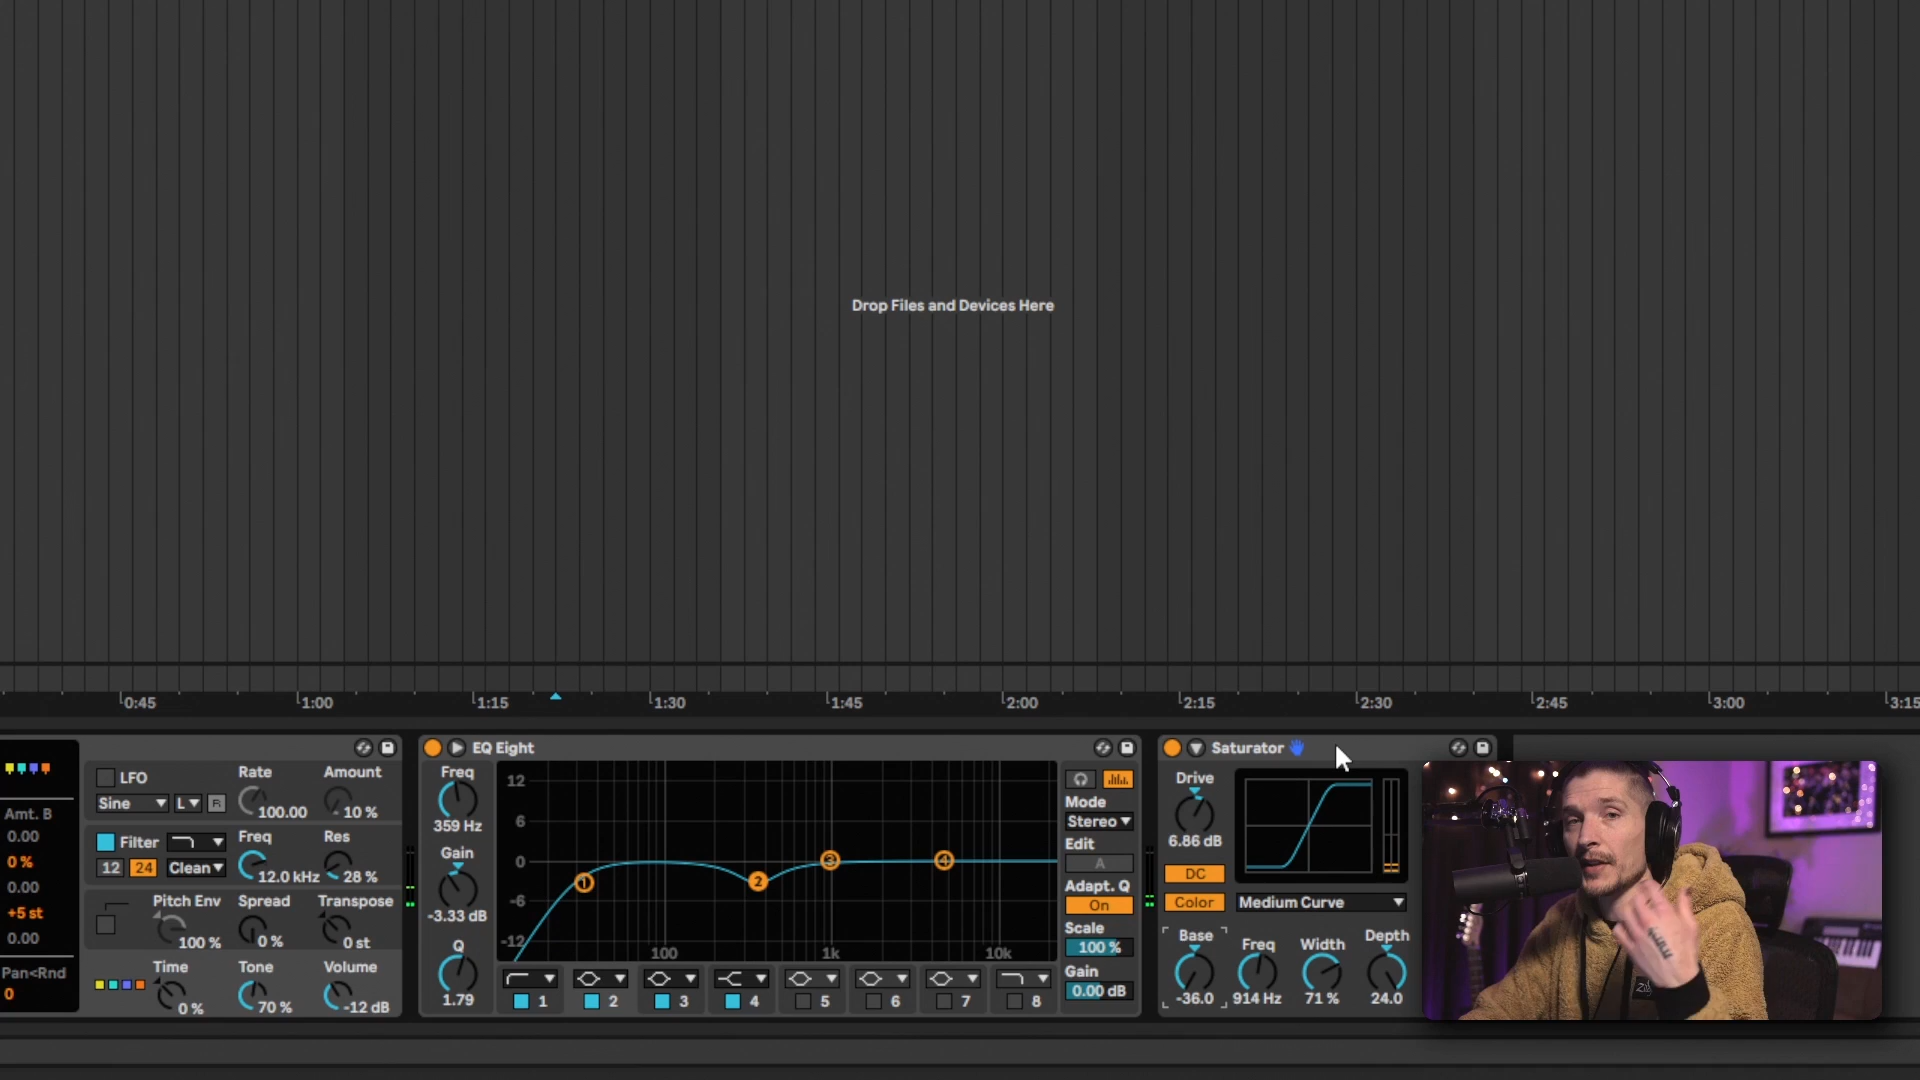 Drop Files and Devices Here
0:45
1:00
1:15
1:30
1:45
2:00
2:15
2:30
2:45
3:00
3:15
Amt. B
0.00
0 %
0.00
+5 st
0.00
Pan<Rnd
0
LFO
Rate
Amount
Sine
L
R
100.00
10 %
Filter
Freq
Res
12
24
Clean
12.0 kHz
28 %
Pitch Env
Spread
Transpose
100 %
0 %
0 st
Time
Tone
Volume
0 %
70 %
-12 dB
EQ Eight
Freq
359 Hz
Gain
-3.33 dB
Q
1.79
12
6
0
-6
-12
1
2
3
4
100
1k
10k
1
2
3
4
5
6
7
8
Mode
Stereo
Edit
A
Adapt. Q
On
Scale
100 %
Gain
0.00 dB
Saturator
Drive
6.86 dB
DC
Color
Medium Curve
Base
Freq
Width
Depth
-36.0
914 Hz
71 %
24.0